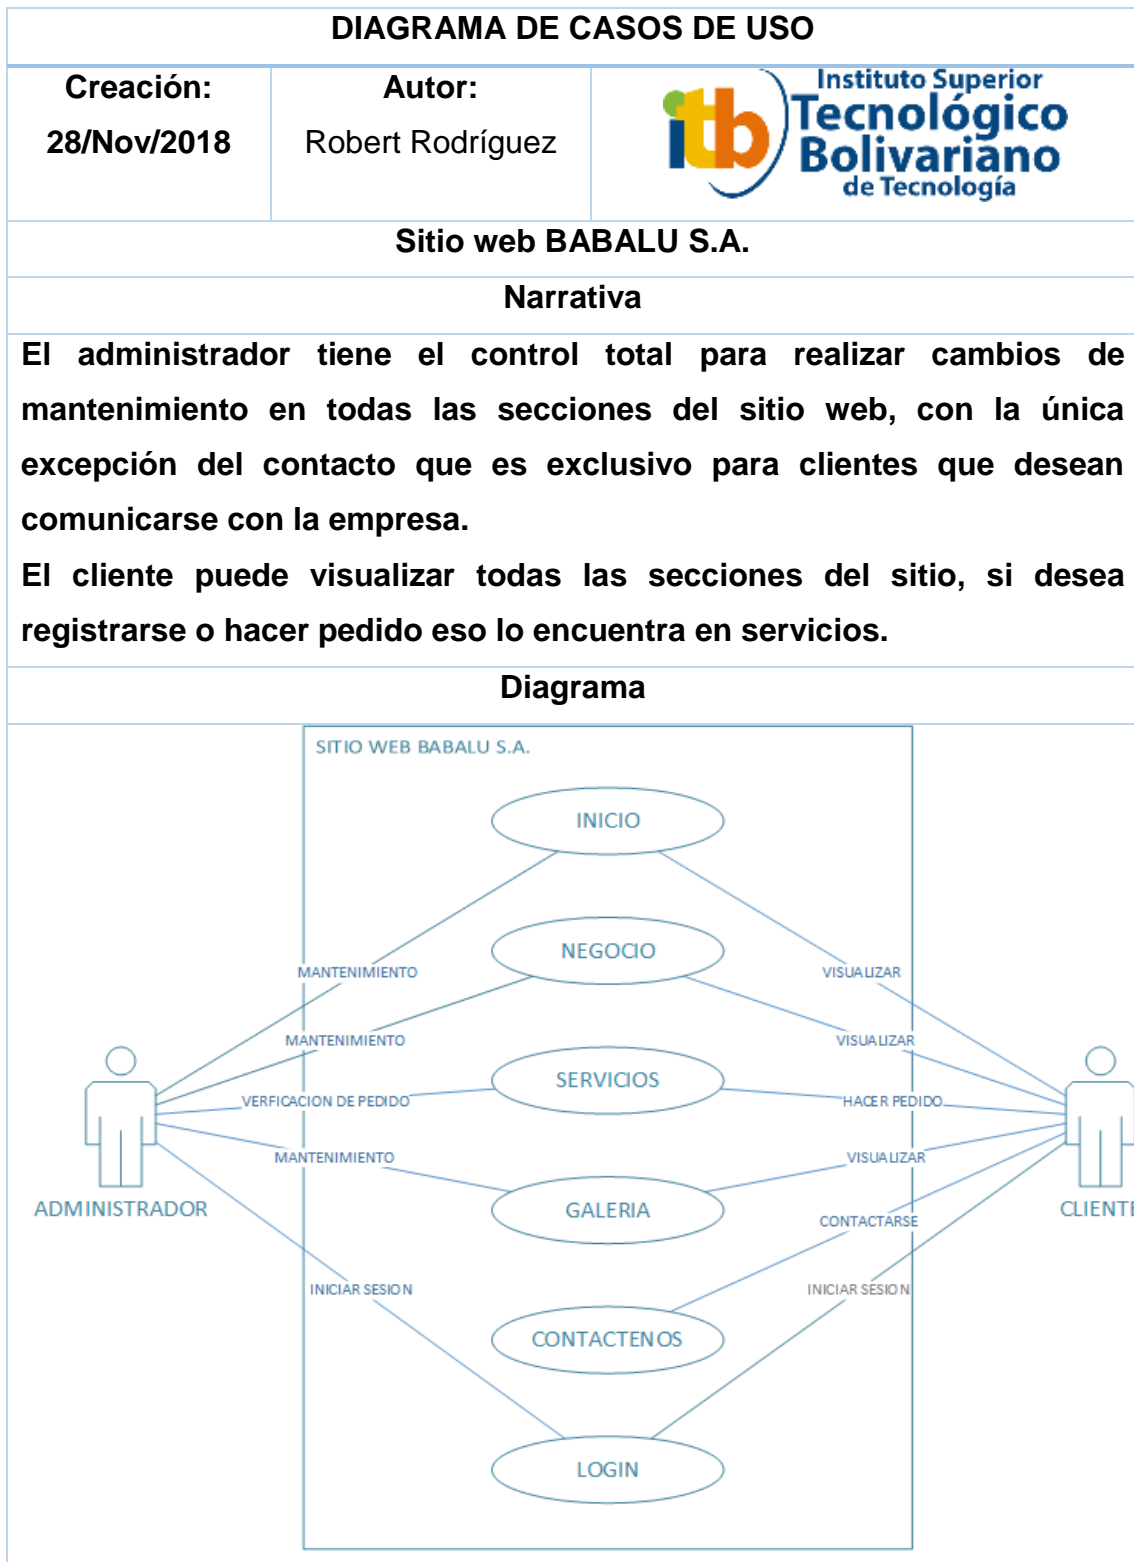 DIAGRAMA DE CASOS DE USO
Creación:
28/Nov/2018
Autor:
Robert Rodríguez
itb
Instituto Superior
Tecnológico
Bolivariano
de Tecnología
Sitio web BABALU S.A.
Narrativa
El administrador tiene el control total para realizar cambios de
mantenimiento en todas las secciones del sitio web, con la única
excepción del contacto que es exclusivo para clientes que desean
comunicarse con la empresa.
El cliente puede visualizar todas las secciones del sitio, si desea
registrarse o hacer pedido eso lo encuentra en servicios.
Diagrama
SITIO WEB BABALU S.A.
INICIO
NEGOCIO
MANTENIMIENTO
VISUALIZAR
MANTENIMIENTO
VISUALIZAR
SERVICIOS
VERFICACION DE PEDIDO
HACER PEDIDO
MANTENIMIENTO
VISUALIZAR
ADMINISTRADOR
GALERIA
CLIENTE
CONTACTARSE
INICIAR SESION
INICIAR SESION
CONTACTENOS
LOGIN